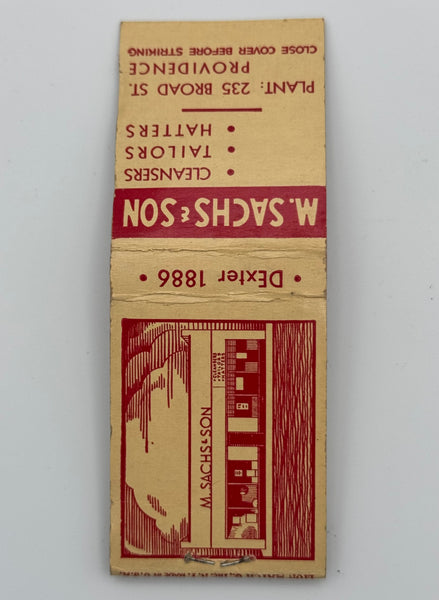 M. SACHS & SON
• CLEANSERS
• TAILORS
• HATTERS
PLANT: 235 BROAD ST.
PROVIDENCE
CLOSE COVER BEFORE STRIKING
• DExter 1886 •
M. SACHS & SON